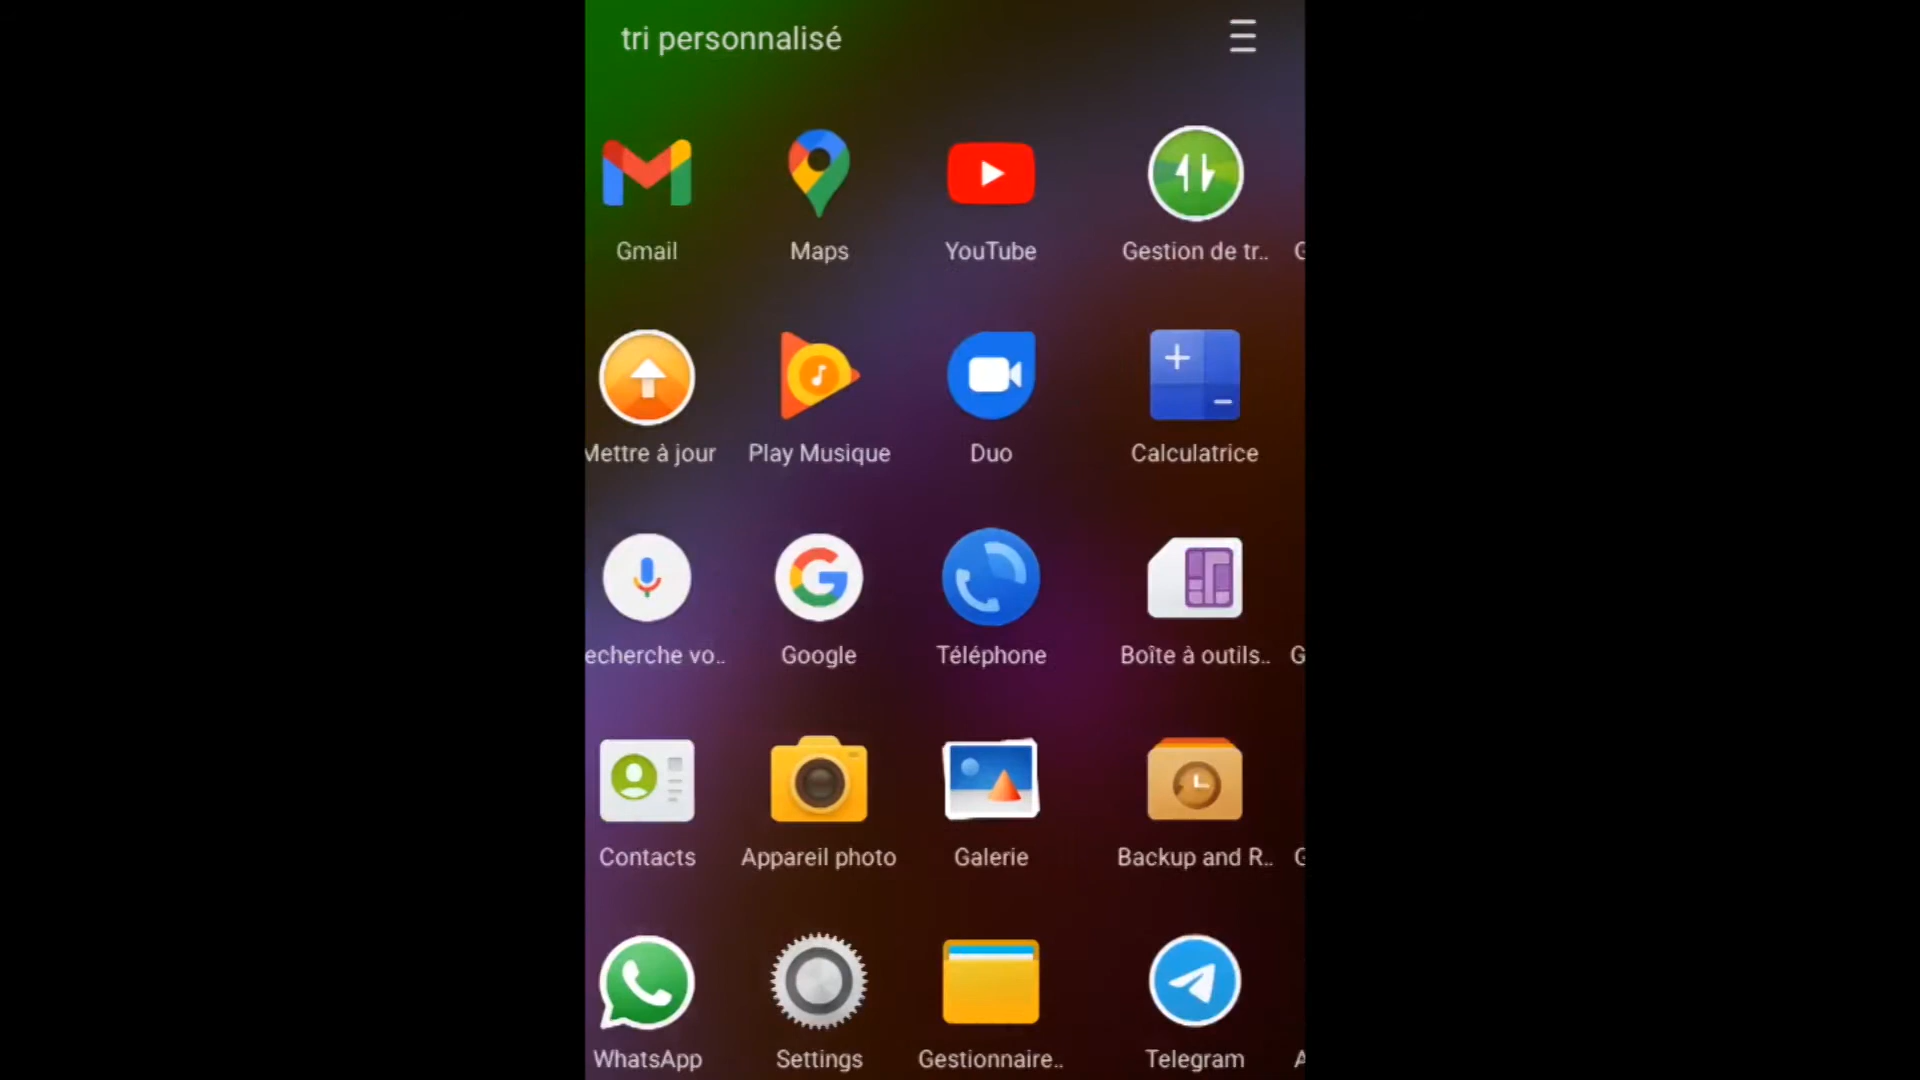 tri personnalisé
Gmail Maps YouTube Gestion de tr.. G
Mettre à jour Play Musique Duo Calculatrice
echerche vo.. Google Téléphone Boîte à outils.. G
Contacts Appareil photo Galerie Backup and R.. G
WhatsApp Settings Gestionnaire.. Telegram A